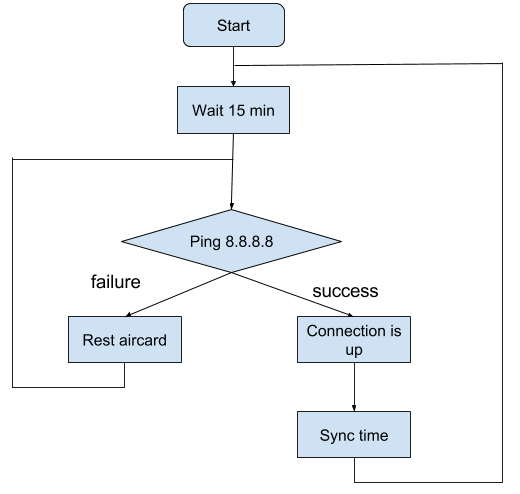 Start
Wait 15 min
Ping 8.8.8.8
failure
success
Rest aircard
Connection is
up
Sync time